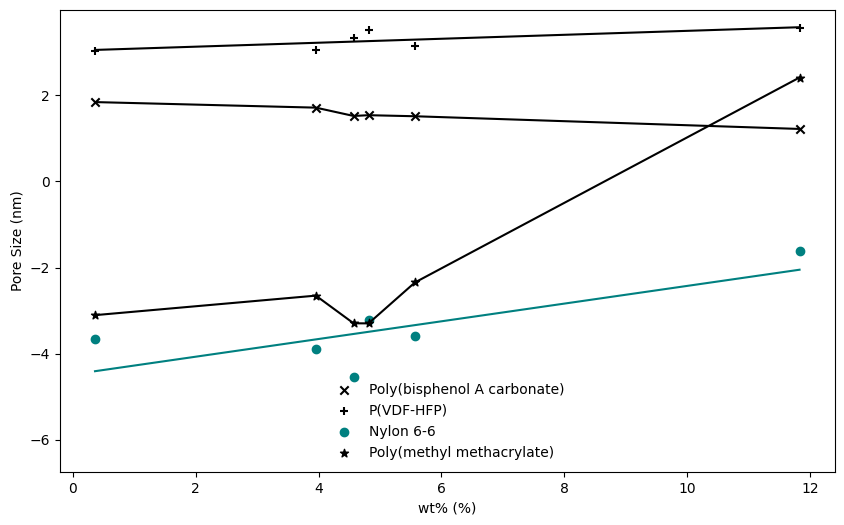 Pore Size (nm)
2
0
−2
−4
−6
Poly(bisphenol A carbonate)
P(VDF-HFP)
Nylon 6-6
Poly(methyl methacrylate)
0 2 4 6 8 10 12
wt% (%)